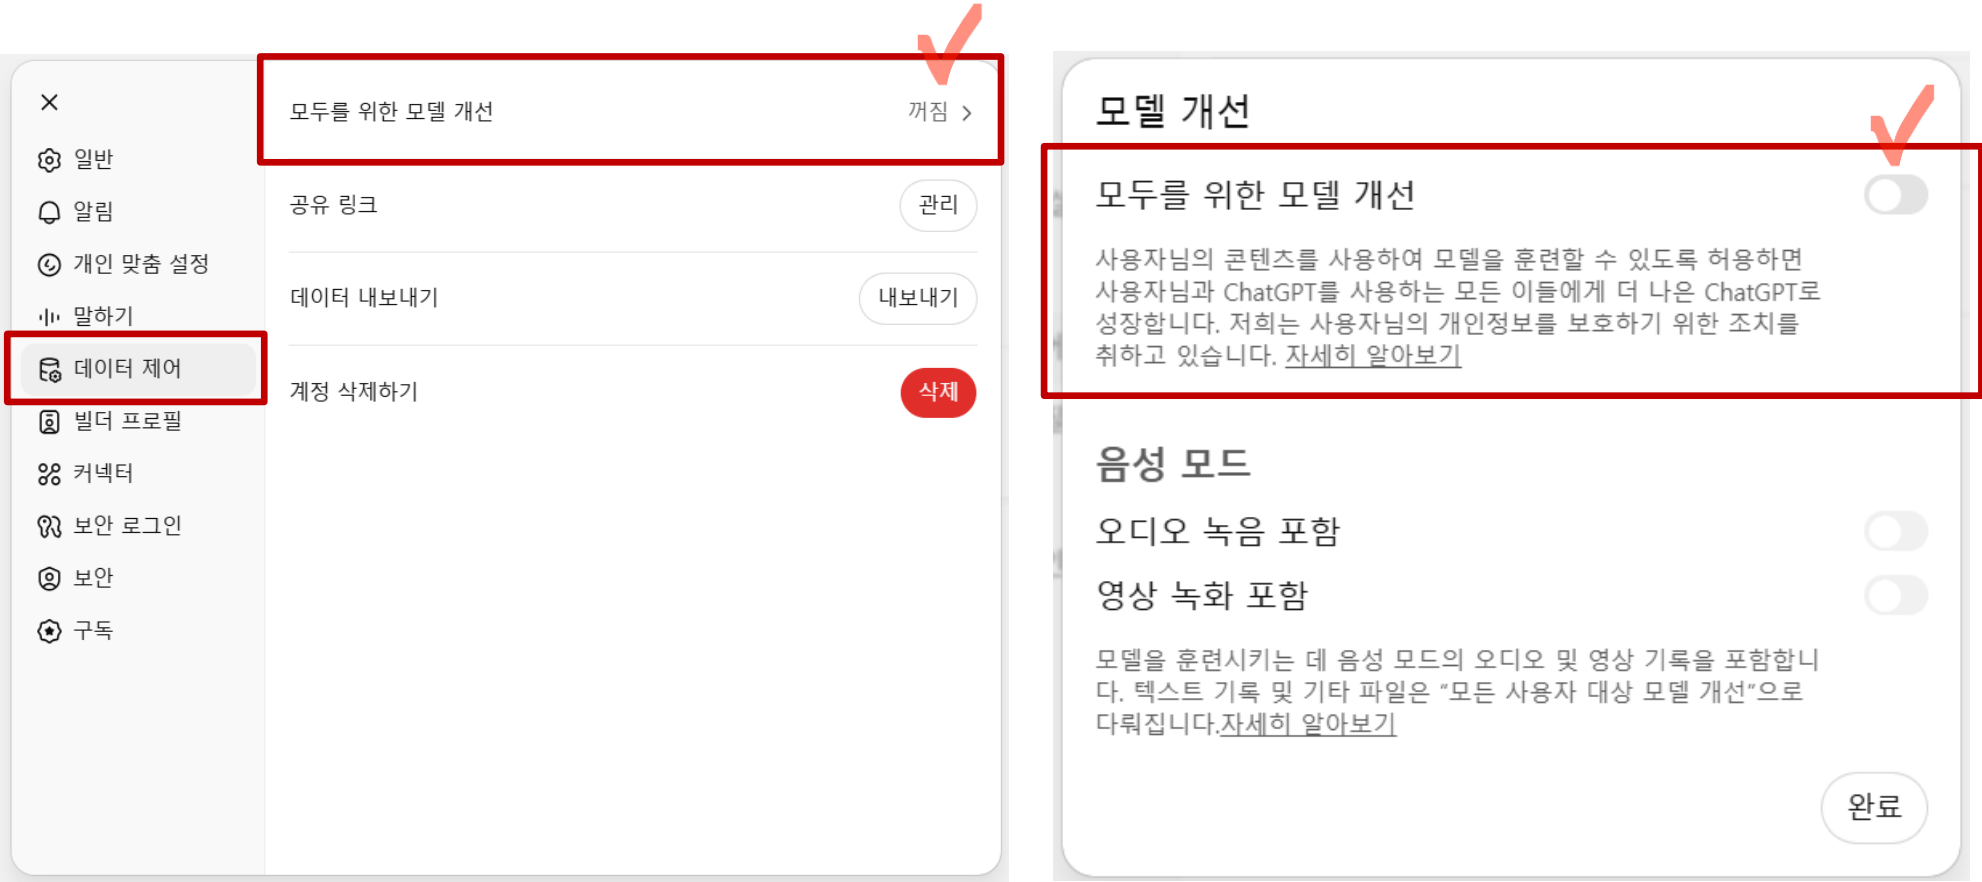 일반
알림
개인 맞춤 설정
말하기
데이터 제어
빌더 프로필
커넥터
보안 로그인
보안
구독
모두를 위한 모델 개선 꺼짐
공유 링크 관리
데이터 내보내기 내보내기
계정 삭제하기 삭제
모델 개선
모두를 위한 모델 개선
사용자님의 콘텐츠를 사용하여 모델을 훈련할 수 있도록 허용하면
사용자님과 ChatGPT를 사용하는 모든 이들에게 더 나은 ChatGPT로
성장합니다. 저희는 사용자님의 개인정보를 보호하기 위한 조치를
취하고 있습니다. 자세히 알아보기
음성 모드
오디오 녹음 포함
영상 녹화 포함
모델을 훈련시키는 데 음성 모드의 오디오 및 영상 기록을 포함합니
다. 텍스트 기록 및 기타 파일은 “모든 사용자 대상 모델 개선”으로
다뤄집니다.자세히 알아보기
완료